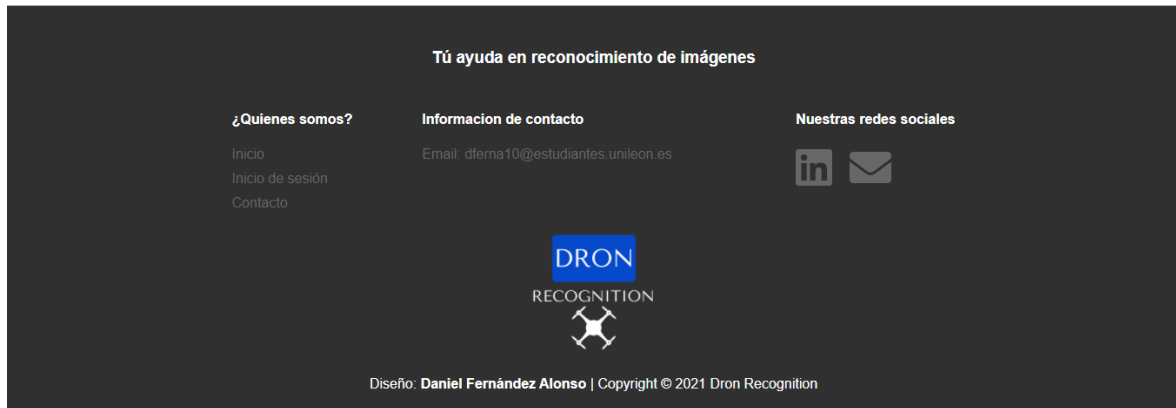 Tú ayuda en reconocimiento de imágenes
¿Quienes somos?
Inicio
Inicio de sesión
Contacto
Informacion de contacto
Email: dferna10@estudiantes.unileon.es
Nuestras redes sociales
in
DRON
RECOGNITION
Diseño: Daniel Fernández Alonso | Copyright © 2021 Dron Recognition